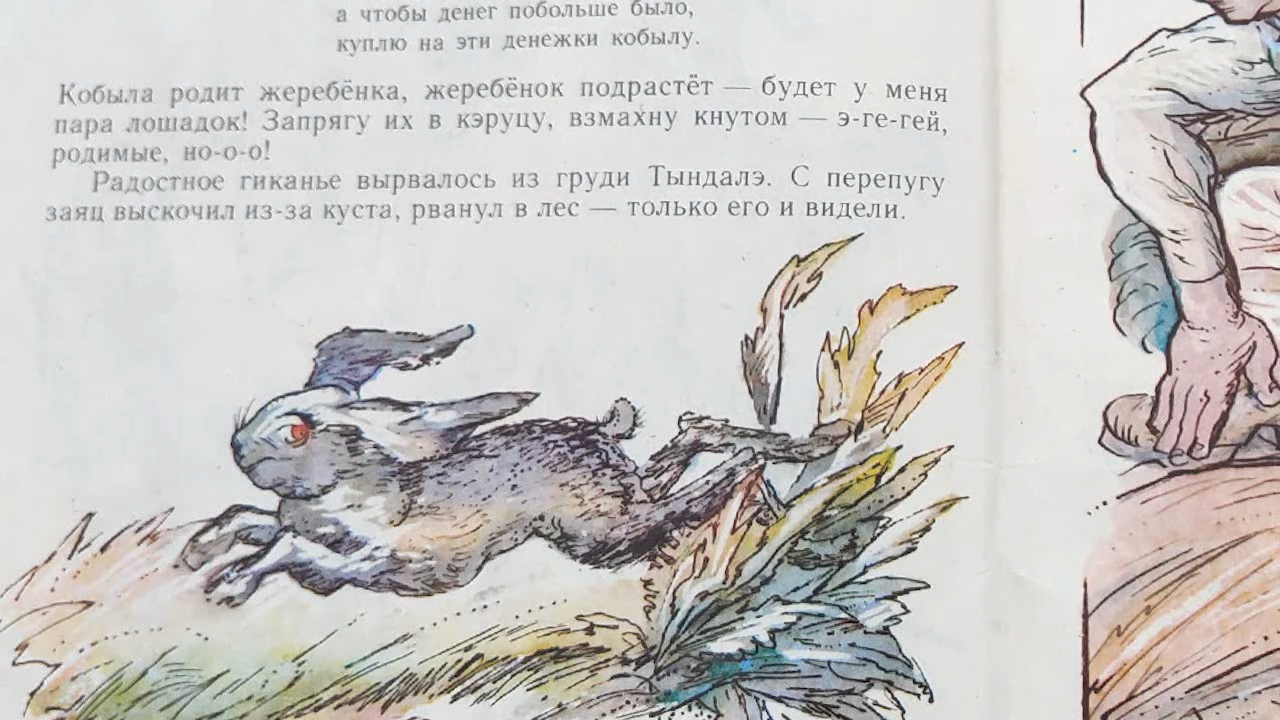 а чтобы денег побольше было,
куплю на эти денежки кобылу.
Кобыла родит жеребёнка, жеребёнок подрастёт — будет у меня
пара лошадок! Запрягу их в кэруцу, взмахну кнутом — э-ге-гей,
родимые, но-о-о!
Радостное гиканье вырвалось из груди Тындалэ. С перепугу
заяц выскочил из-за куста, рванул в лес — только его и видели.